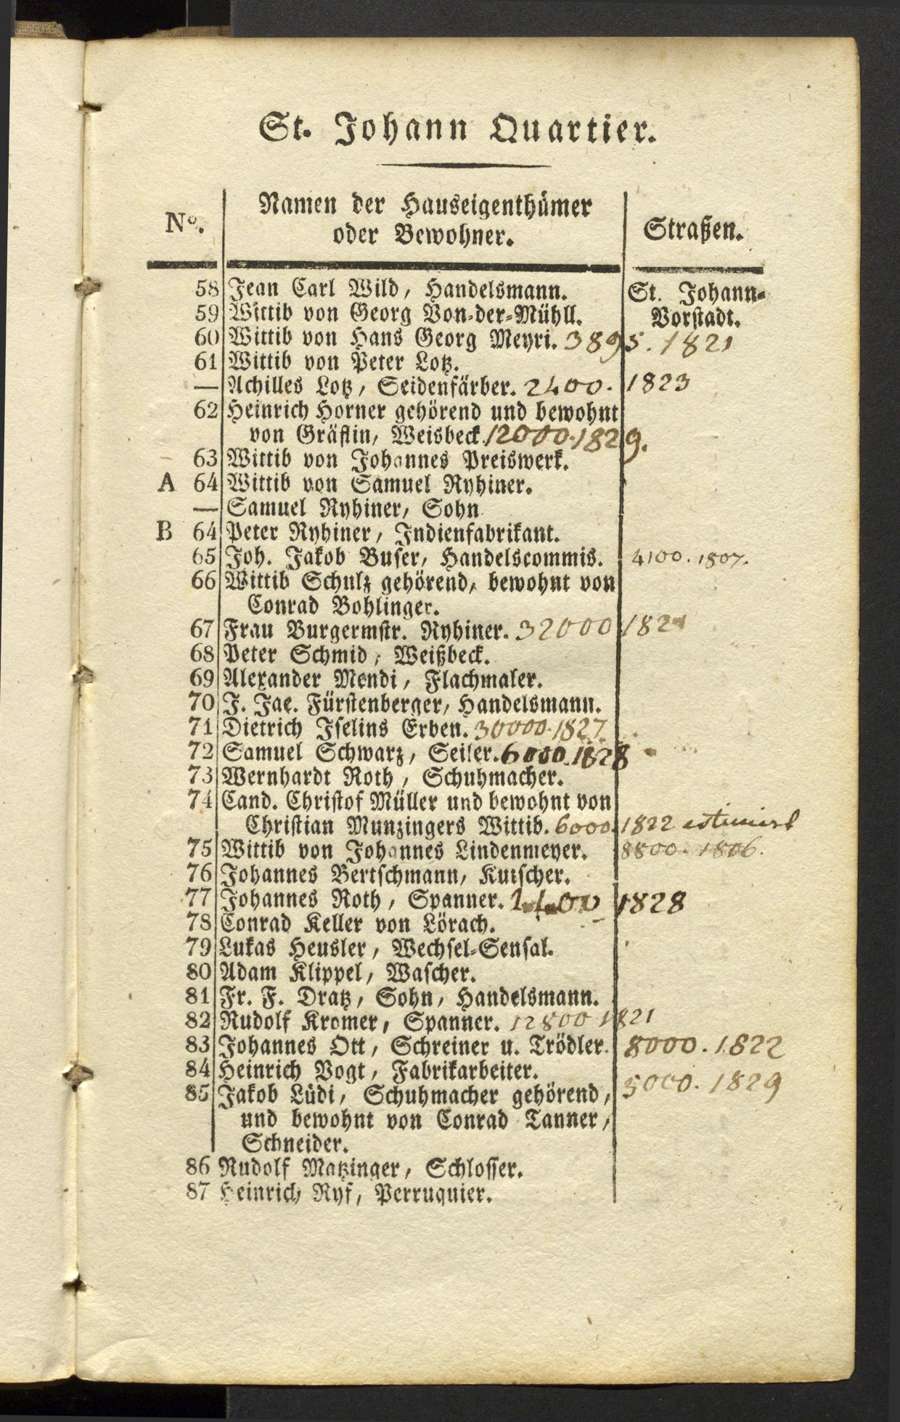 St. Johann Quartier.
Nº.
Namen der Hauseigenthümer
oder Bewohner.
Straßen.
58 Jean Carl Wild, Handelsmann. St. Johann-
59 Wittib von Georg Von-der-Mühll. Vorstadt.
60 Wittib von Hans Georg Meyri. 3895. 1821
61 Wittib von Peter Lotz.
— Achilles Lotz, Seidenfärber. 2400. 1823
62 Heinrich Horner gehörend und bewohnt
von Gräflin, Weisbeck. 12000. 1829.
63 Wittib von Johannes Preiswerk.
A 64 Wittib von Samuel Ryhiner.
— Samuel Ryhiner, Sohn
B 64 Peter Ryhiner, Indienfabrikant.
65 Joh. Jakob Buser, Handelscommis. 4100. 1807.
66 Wittib Schulz gehörend, bewohnt von
Conrad Bohlinger.
67 Frau Burgermstr. Ryhiner. 32000 1821
68 Peter Schmid, Weißbeck.
69 Alexander Mendi, Flachmaler.
70 J. Jae. Fürstenberger, Handelsmann.
71 Dietrich Iselins Erben. 30000. 1827.
72 Samuel Schwarz, Seiler. 6000. 1828
73 Wernhardt Roth, Schuhmacher.
74 Cand. Christof Müller und bewohnt von
Christian Munzingers Wittib. 6000. 1822
75 Wittib von Johannes Lindenmeyer. 8800. 1806.
76 Johannes Bertschmann, Kutscher.
77 Johannes Roth, Spanner. 1828
78 Conrad Keller von Lörach.
79 Lukas Heusler, Wechsel-Sensal.
80 Adam Klippel, Wascher.
81 Fr. F. Dratz, Sohn, Handelsmann.
82 Rudolf Kromer, Spanner. 12800 1821
83 Johannes Ott, Schreiner u. Trödler. 8000. 1822
84 Heinrich Vogt, Fabrikarbeiter.
85 Jakob Lüdi, Schuhmacher gehörend, 5000. 1829
und bewohnt von Conrad Tanner,
Schneider.
86 Rudolf Matzinger, Schlosser.
87 Heinrich Ryf, Perruquier.